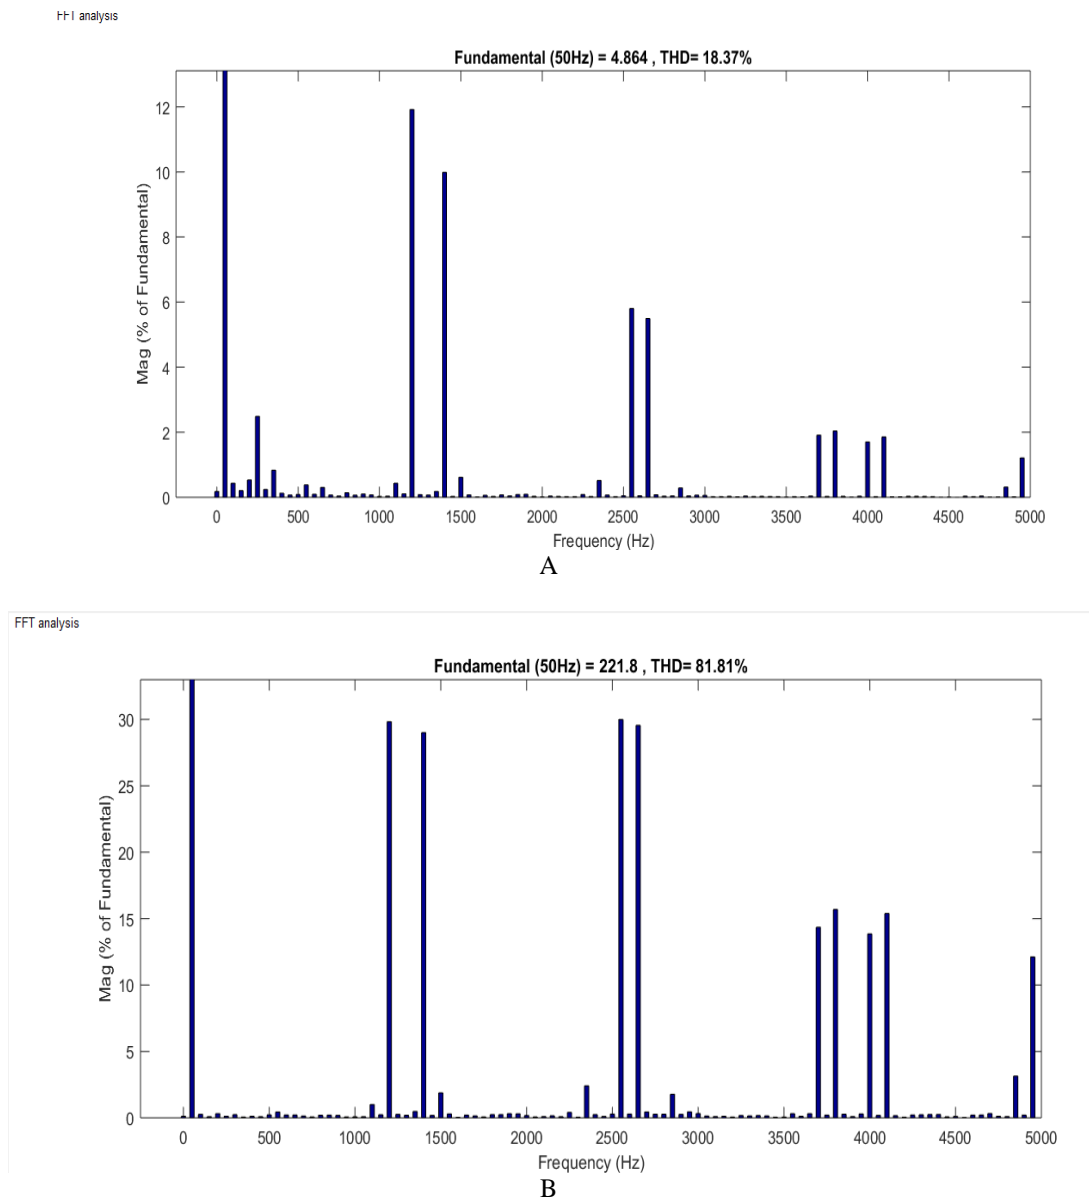 FFT analysis
Fundamental (50Hz) = 4.864 , THD= 18.37%
12
10
8
6
4
2
0
Mag (% of Fundamental)
0 500 1000 1500 2000 2500 3000 3500 4000 4500 5000
Frequency (Hz)
A
FFT analysis
Fundamental (50Hz) = 221.8 , THD= 81.81%
30
25
20
15
10
5
0
Mag (% of Fundamental)
0 500 1000 1500 2000 2500 3000 3500 4000 4500 5000
Frequency (Hz)
B